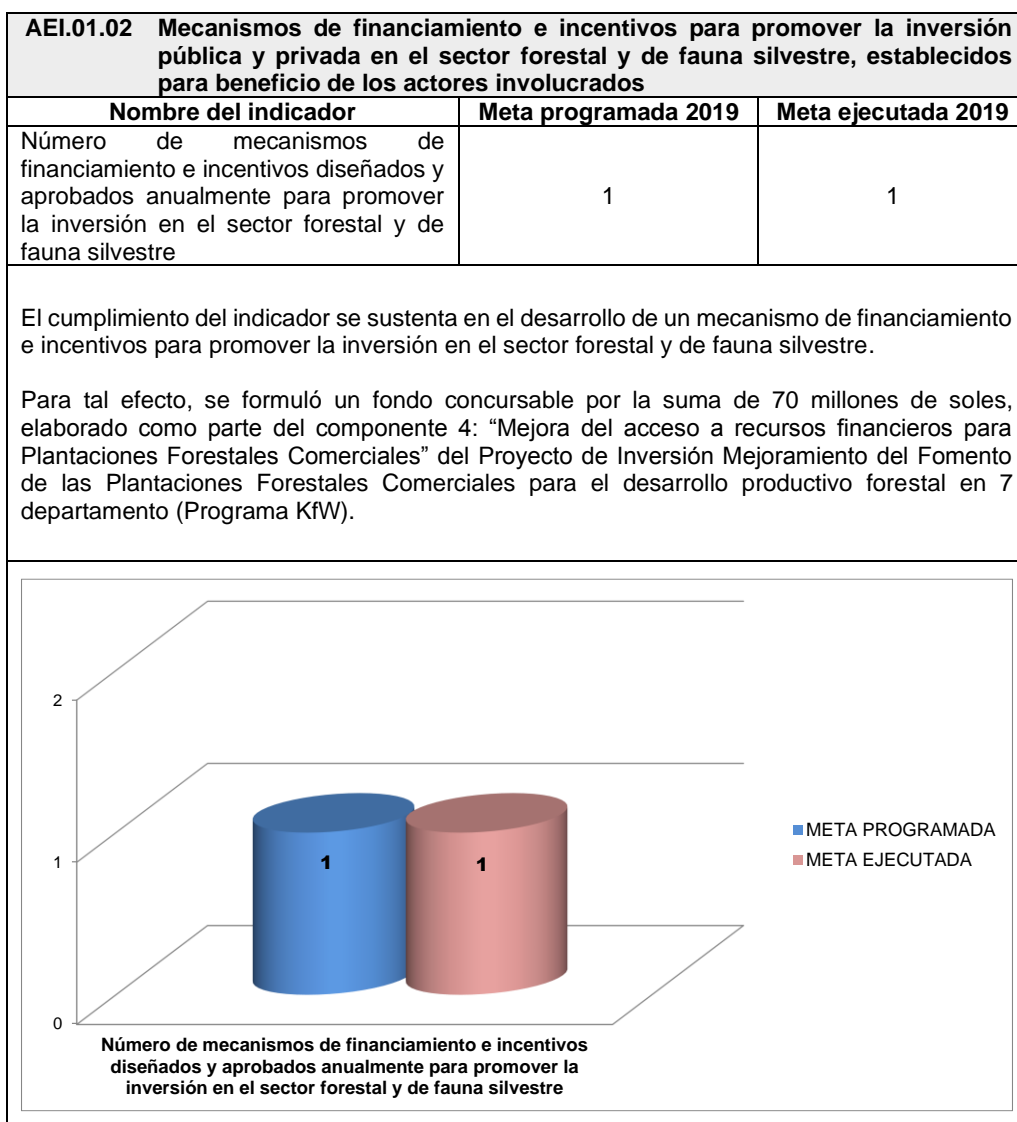 AEI.01.02 Mecanismos de financiamiento e incentivos para promover la inversión
pública y privada en el sector forestal y de fauna silvestre, establecidos
para beneficio de los actores involucrados
Nombre del indicador Meta programada 2019 Meta ejecutada 2019
Número de mecanismos de
financiamiento e incentivos diseñados y
aprobados anualmente para promover
la inversión en el sector forestal y de
fauna silvestre
1 1
El cumplimiento del indicador se sustenta en el desarrollo de un mecanismo de financiamiento
e incentivos para promover la inversión en el sector forestal y de fauna silvestre.
Para tal efecto, se formuló un fondo concursable por la suma de 70 millones de soles,
elaborado como parte del componente 4: “Mejora del acceso a recursos financieros para
Plantaciones Forestales Comerciales” del Proyecto de Inversión Mejoramiento del Fomento
de las Plantaciones Forestales Comerciales para el desarrollo productivo forestal en 7
departamento (Programa KfW).
2
1
0
1 1
META PROGRAMADA
META EJECUTADA
Número de mecanismos de financiamiento e incentivos
diseñados y aprobados anualmente para promover la
inversión en el sector forestal y de fauna silvestre